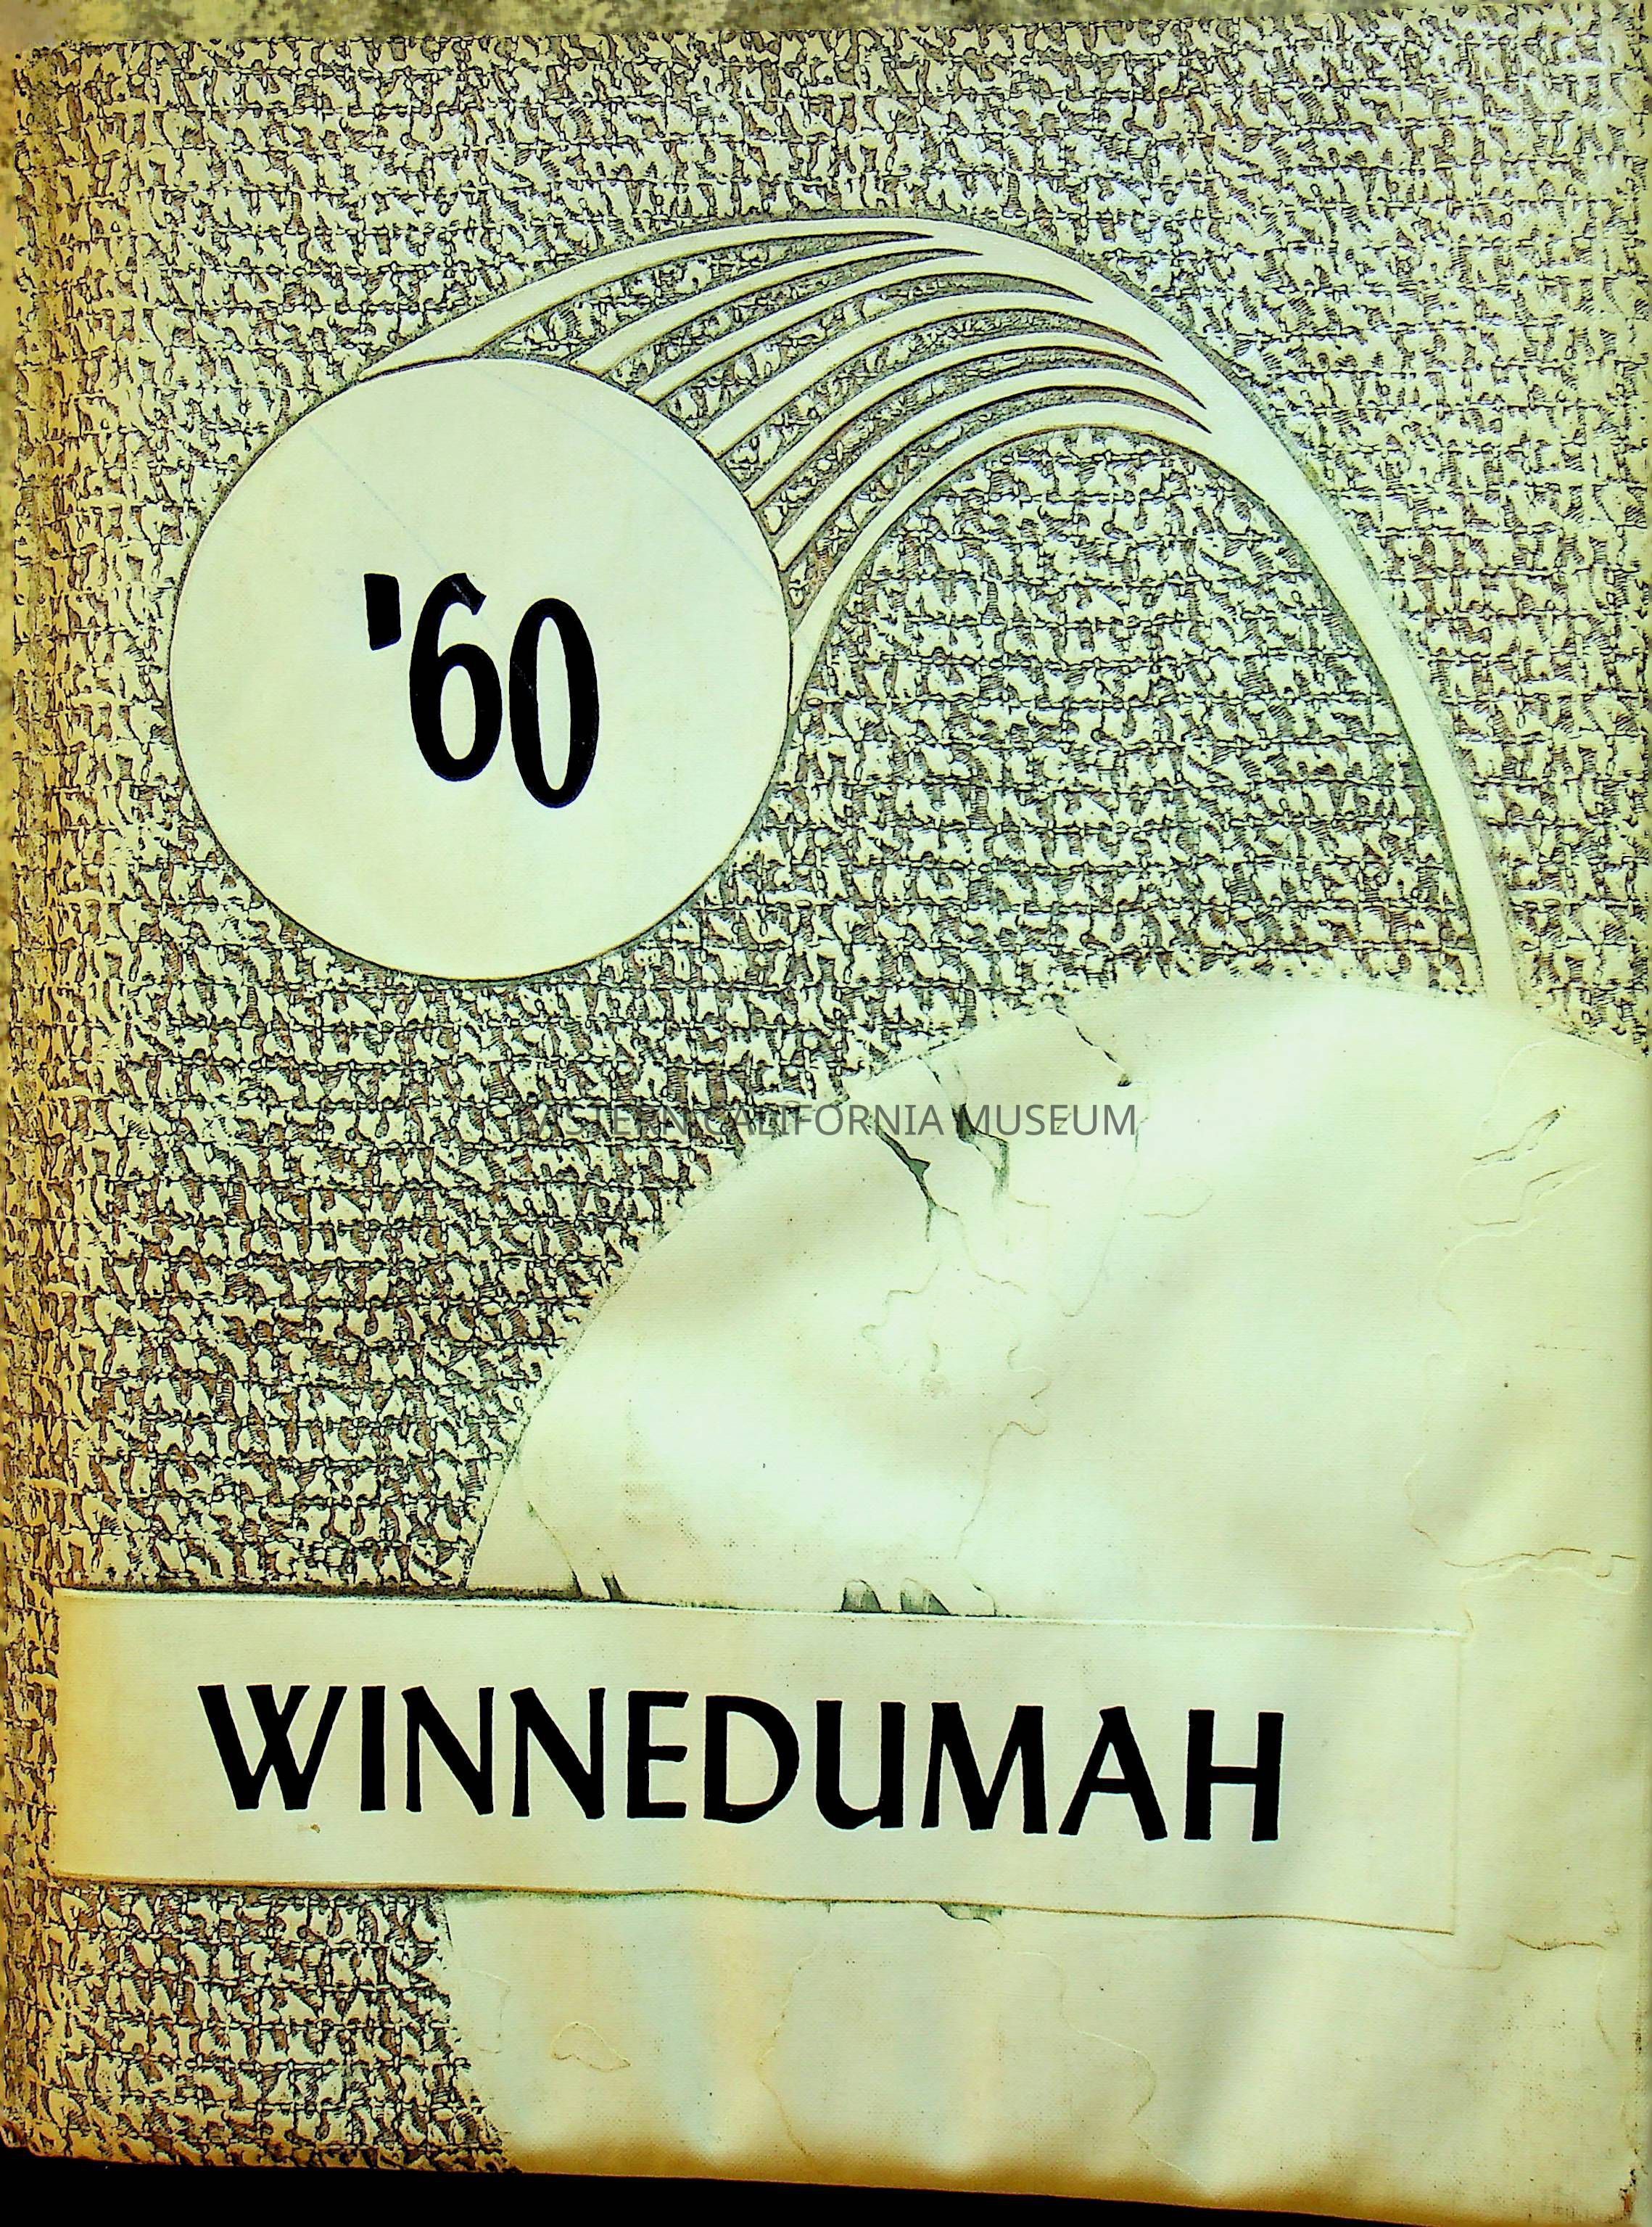 '60
EASTERN CALIFORNIA MUSEUM
WINNEDUMAH